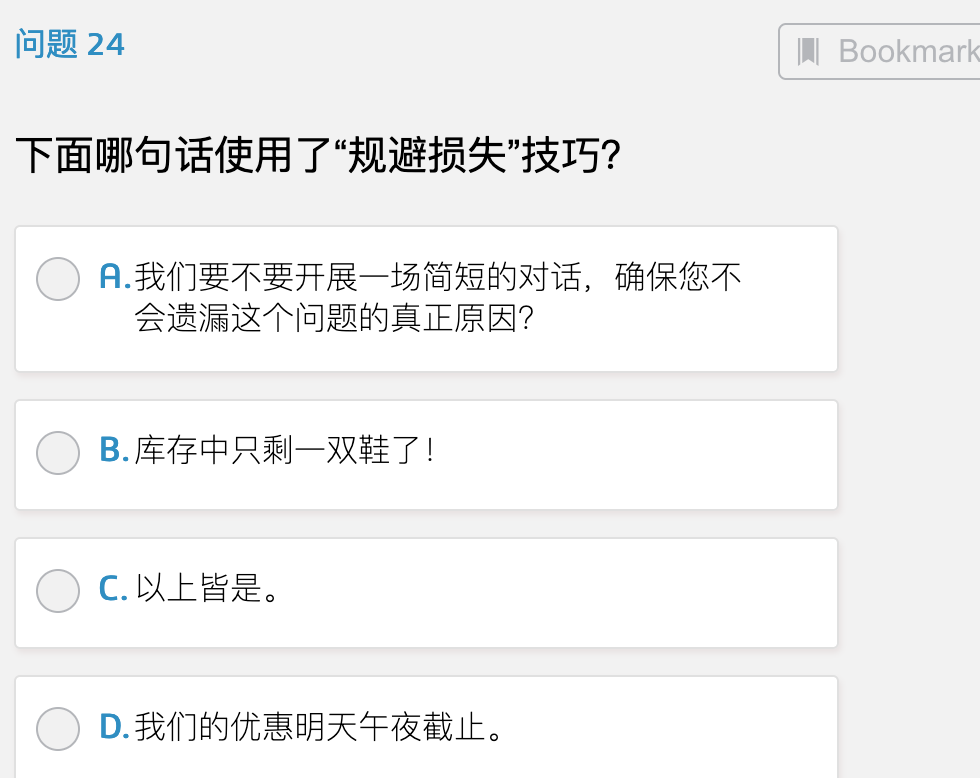 问题 24
Bookmark
下面哪句话使用了“规避损失”技巧?
A.我们要不要开展一场简短的对话，确保您不
会遗漏这个问题的真正原因?
B.库存中只剩一双鞋了!
C.以上皆是。
D.我们的优惠明天午夜截止。